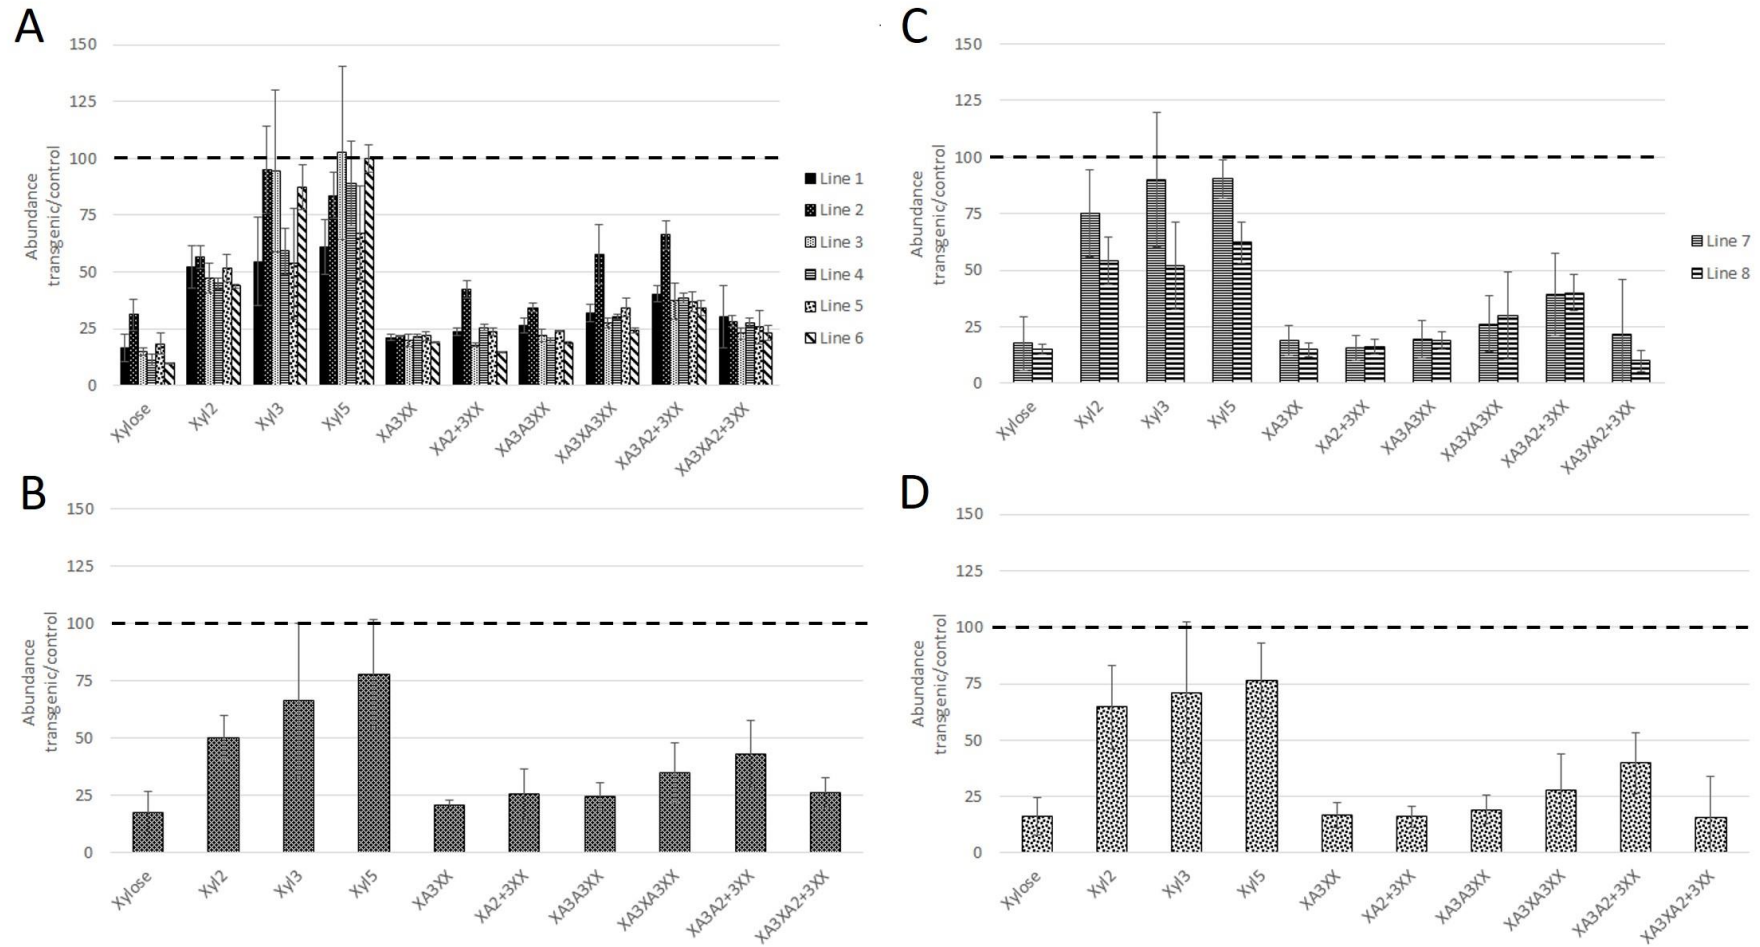 A
150
125
100
75
50
25
0
Abundance
transgenic/control
Xylose
Xyl2
Xyl3
Xyl5
XA3XX
XA2+3XX
XA3A3XX
XA3XA3XX
XA3A2+3XX
XA3XA2+3XX
Line 1
Line 2
Line 3
Line 4
Line 5
Line 6
C
150
125
100
75
50
25
0
Abundance
transgenic/control
Xylose
Xyl2
Xyl3
Xyl5
XA3XX
XA2+3XX
XA3A3XX
XA3XA3XX
XA3A2+3XX
XA3XA2+3XX
Line 7
Line 8
B
150
125
100
75
50
25
0
Abundance
transgenic/control
Xylose
Xyl2
Xyl3
Xyl5
XA3XX
XA2+3XX
XA3A3XX
XA3XA3XX
XA3A2+3XX
XA3XA2+3XX
D
150
125
100
75
50
25
0
Abundance
transgenic/control
Xylose
Xyl2
Xyl3
Xyl5
XA3XX
XA2+3XX
XA3A3XX
XA3XA3XX
XA3A2+3XX
XA3XA2+3XX